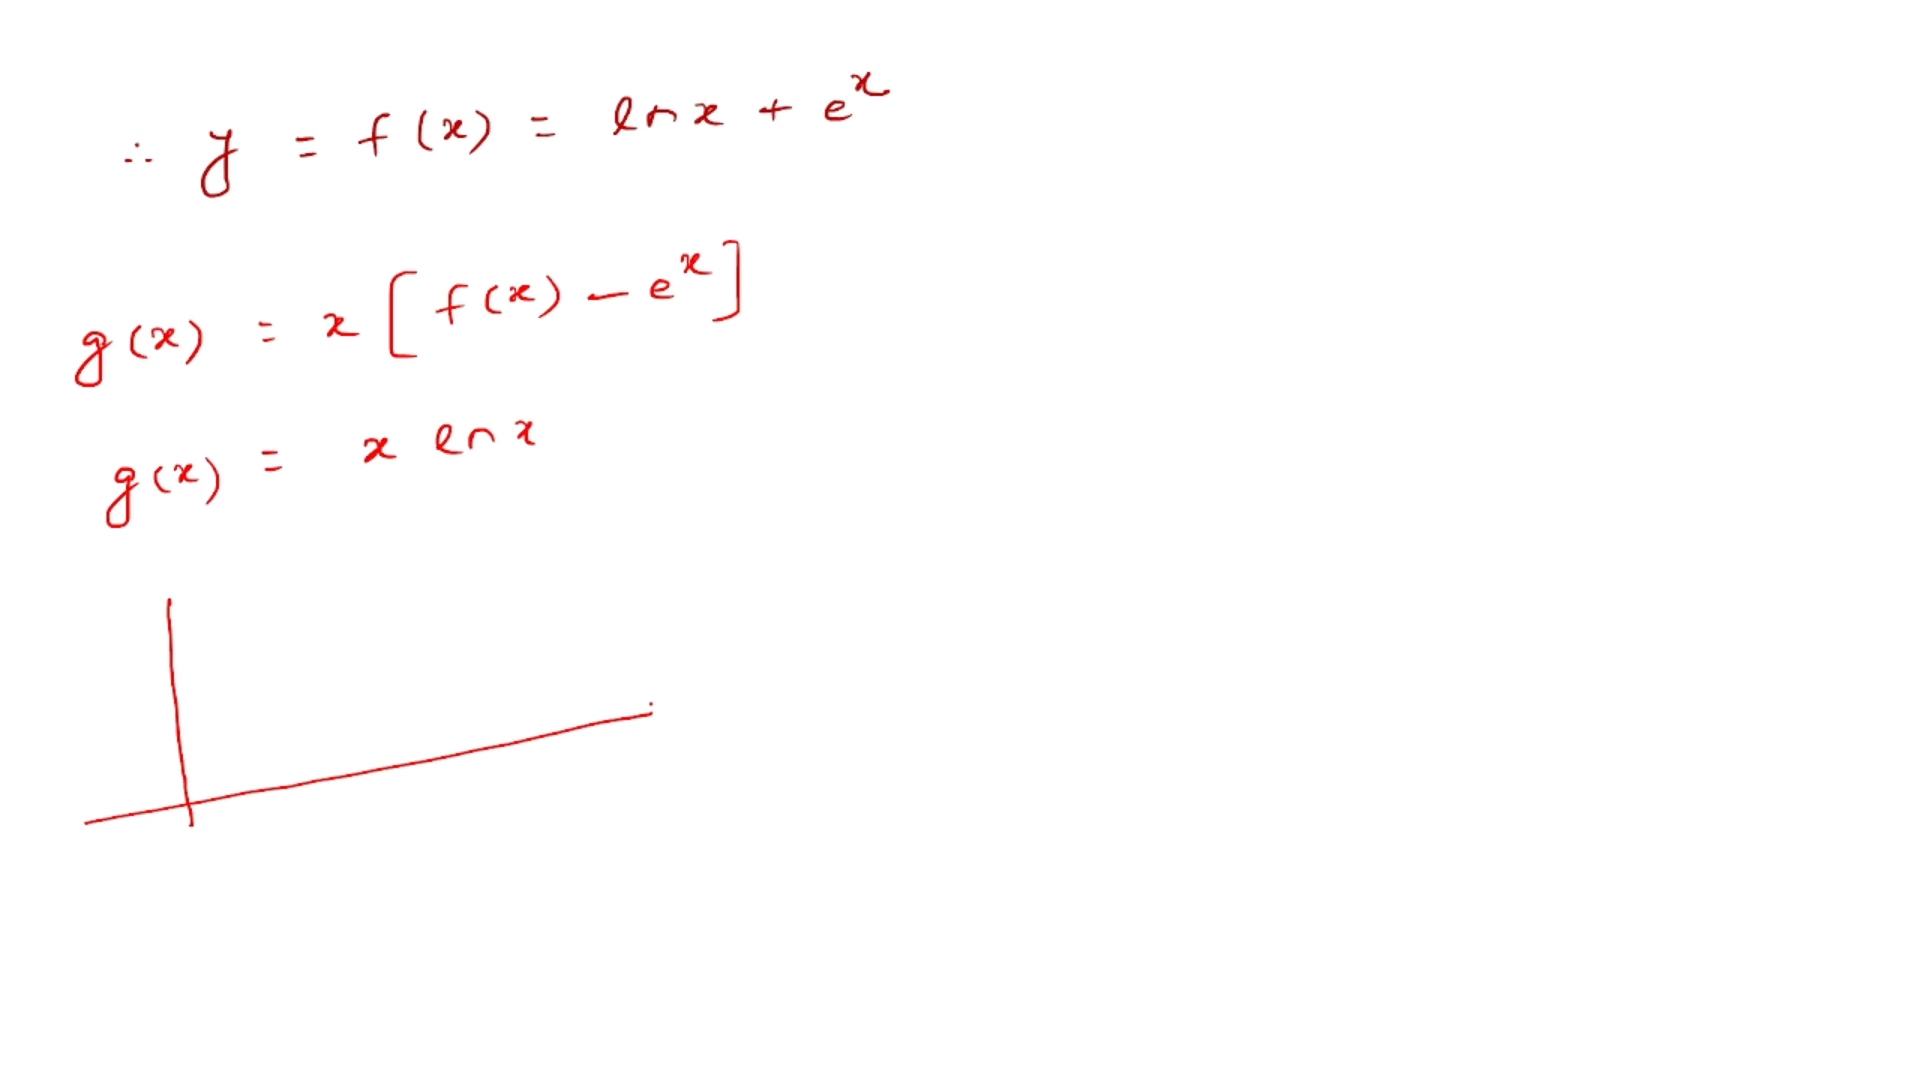 ∴ y = f(x) = ln x + e^x
g(x) = x [f(x) – e^x]
g(x) = x ln x